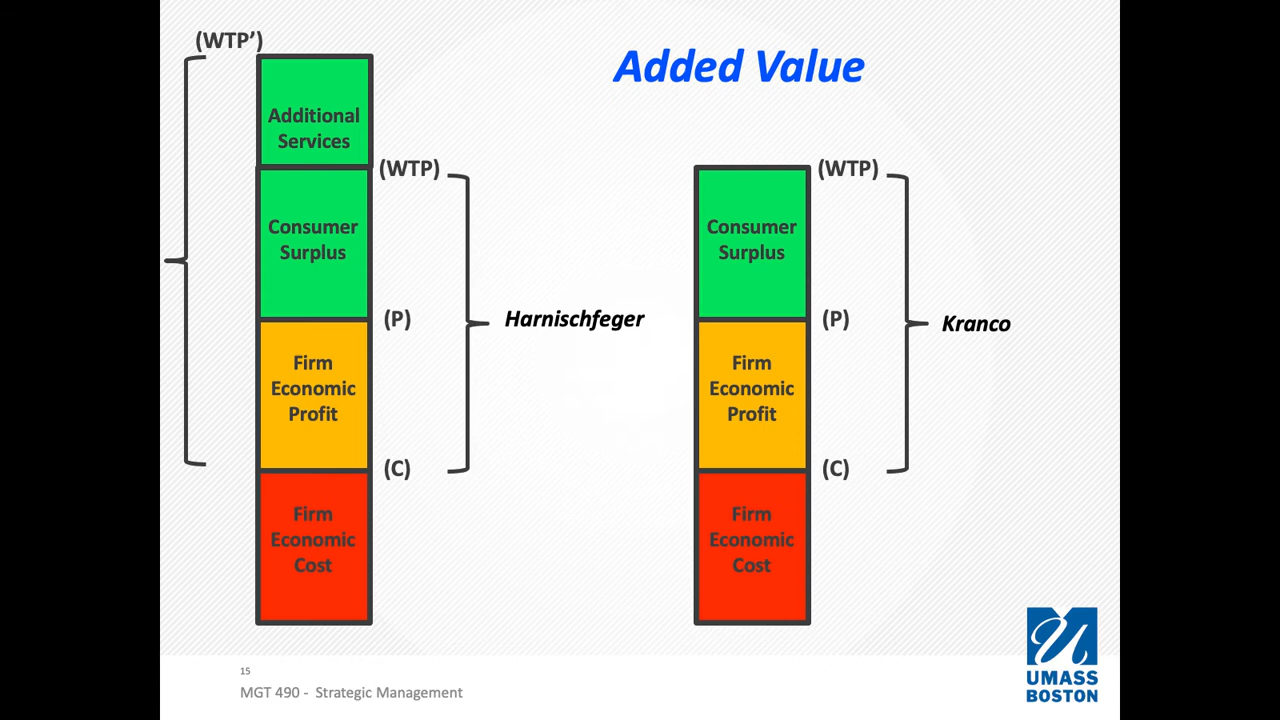 Added Value
(WTP’)
Additional
Services
(WTP)
Consumer
Surplus
(P)
Harnischfeger
Firm
Economic
Profit
(C)
Firm
Economic
Cost
(WTP)
Consumer
Surplus
(P)
Kranco
Firm
Economic
Profit
(C)
Firm
Economic
Cost
15
MGT 490 - Strategic Management
UMASS
BOSTON